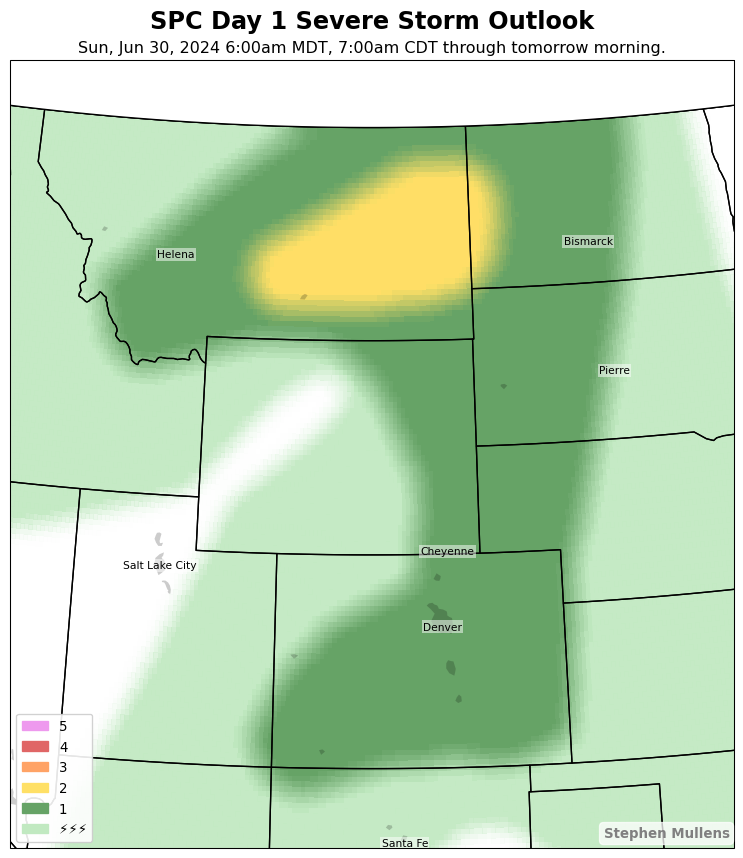 SPC Day 1 Severe Storm Outlook
Sun, Jun 30, 2024 6:00am MDT, 7:00am CDT through tomorrow morning.
Helena
Bismarck
Pierre
Cheyenne
Salt Lake City
Denver
5
4
3
2
1
⚡⚡⚡
Santa Fe
Stephen Mullens